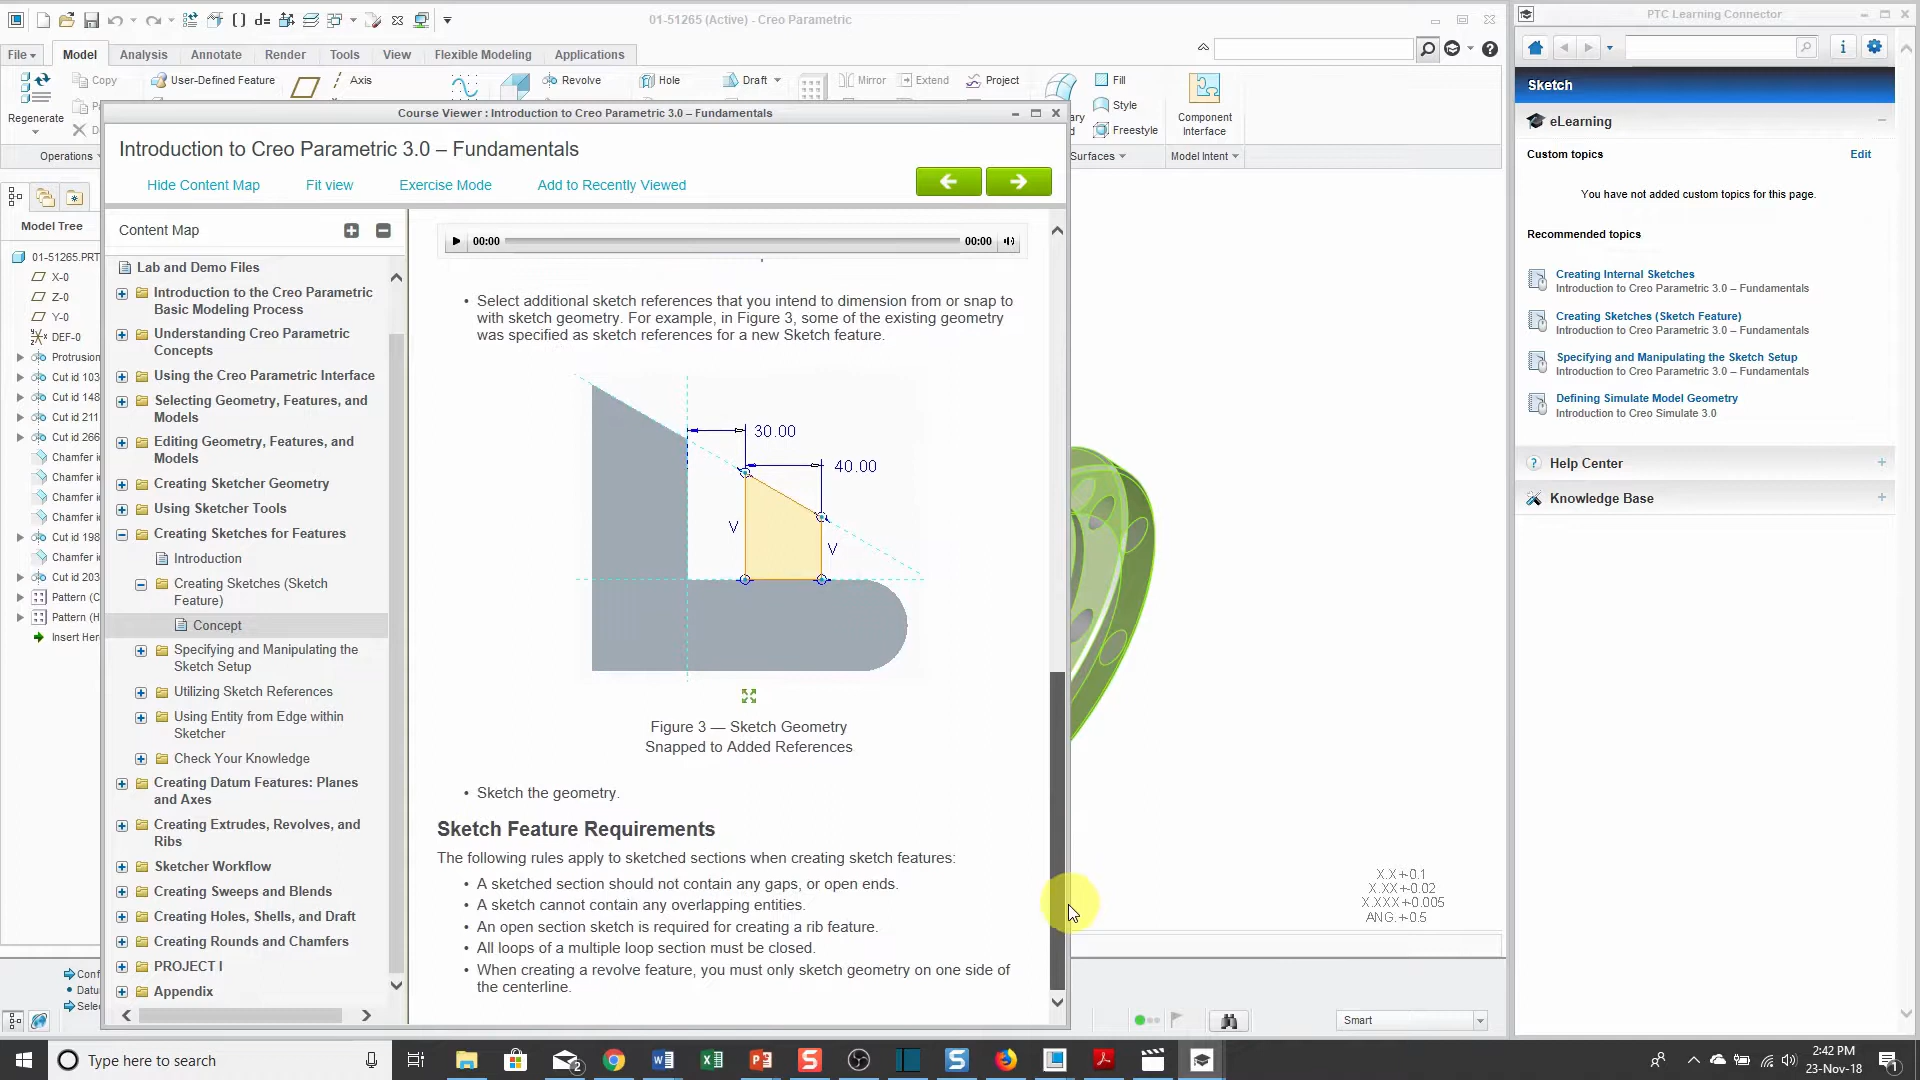 01-51265 (Active) - Creo Parametric
File
Model
Analysis
Annotate
Render
Tools
View
Flexible Modeling
Applications
Regenerate
Copy
User-Defined Feature
Axis
Revolve
Hole
Draft
Mirror
Extend
Project
Fill
Style
Freestyle
Component
Interface
Operations
Surfaces
Model Intent
Model Tree
01-51265.PRT
X-0
Z-0
Y-0
DEF-0
Protrusion
Cut id 103
Cut id 148
Cut id 211
Cut id 266
Chamfer
Chamfer
Chamfer
Chamfer
Cut id 198
Chamfer
Cut id 203
Pattern (C
Pattern (H
Insert Her
Course Viewer : Introduction to Creo Parametric 3.0 – Fundamentals
Introduction to Creo Parametric 3.0 – Fundamentals
Hide Content Map
Fit view
Exercise Mode
Add to Recently Viewed
Content Map
Lab and Demo Files
Introduction to the Creo Parametric
Basic Modeling Process
Understanding Creo Parametric
Concepts
Using the Creo Parametric Interface
Selecting Geometry, Features, and
Models
Editing Geometry, Features, and
Models
Creating Sketcher Geometry
Using Sketcher Tools
Creating Sketches for Features
Introduction
Creating Sketches (Sketch
Feature)
Concept
Specifying and Manipulating the
Sketch Setup
Utilizing Sketch References
Using Entity from Edge within
Sketcher
Check Your Knowledge
Creating Datum Features: Planes
and Axes
Creating Extrudes, Revolves, and
Ribs
Sketcher Workflow
Creating Sweeps and Blends
Creating Holes, Shells, and Draft
Creating Rounds and Chamfers
PROJECT I
Appendix
00:00
00:00
• Select additional sketch references that you intend to dimension from or snap to
with sketch geometry. For example, in Figure 3, some of the existing geometry
was specified as sketch references for a new Sketch feature.
30.00
40.00
V
V
Figure 3 — Sketch Geometry
Snapped to Added References
• Sketch the geometry.
Sketch Feature Requirements
The following rules apply to sketched sections when creating sketch features:
• A sketched section should not contain any gaps, or open ends.
• A sketch cannot contain any overlapping entities.
• An open section sketch is required for creating a rib feature.
• All loops of a multiple loop section must be closed.
• When creating a revolve feature, you must only sketch geometry on one side of
the centerline.
X.X+-0.1
X.XX+-0.02
X.XXX+-0.005
ANG.+-0.5
Smart
PTC Learning Connector
Sketch
eLearning
Custom topics
Edit
You have not added custom topics for this page.
Recommended topics
Creating Internal Sketches
Introduction to Creo Parametric 3.0 – Fundamentals
Creating Sketches (Sketch Feature)
Introduction to Creo Parametric 3.0 – Fundamentals
Specifying and Manipulating the Sketch Setup
Introduction to Creo Parametric 3.0 – Fundamentals
Defining Simulate Model Geometry
Introduction to Creo Simulate 3.0
Help Center
Knowledge Base
Type here to search
2:42 PM
23-Nov-18